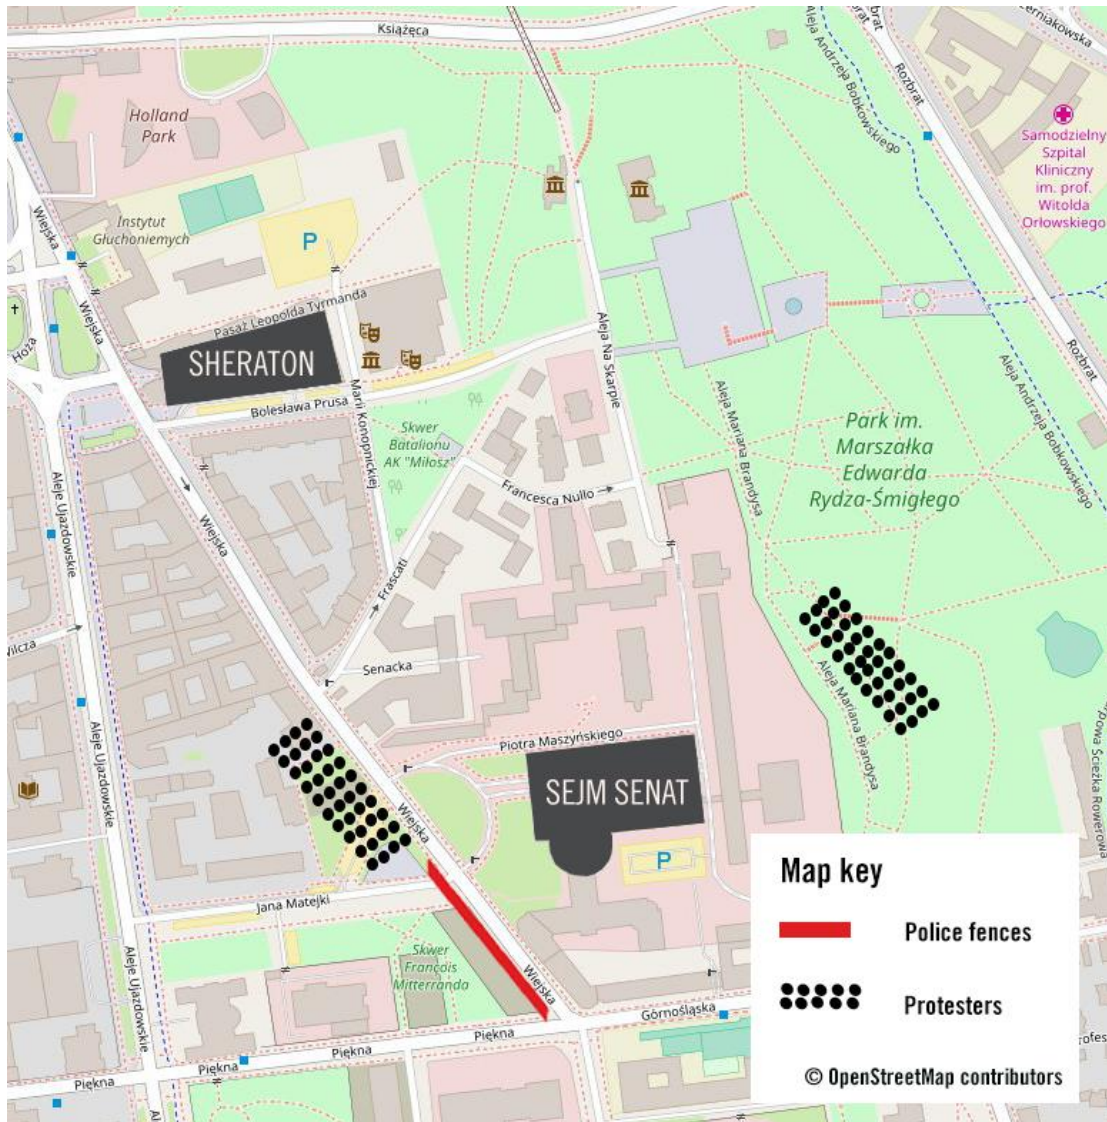 Książęca
Rozbrat
Aleja Andrzeja Bobkowskiego
Rozbrat
Holland
Park
Samodzielny
Szpital
Kliniczny
im. prof.
Witolda
Orłowskiego
Wiejska
Instytut
Głuchoniemych
P
Wiejska
Pasaż Leopolda Tyrmanda
Hoża
SHERATON
Aleja Na Skarpie
Rozbrat
Bolesława Prusa
Marii Konopnickiej
Aleja Andrzeja Bobkowskiego
Skwer
Batalionu
AK "Miłosz"
Aleja Mariana Brandysa
Park im.
Marszałka
Edwarda
Rydza-Śmigłego
Aleje Ujazdowskie
Francesca Nullo
Wiejska
Frascati
Senacka
Aleja Mariana Brandysa
Aleje Ujazdowskie
Piotra Maszyńskiego
SEJM SENAT
Wiejska
P
Jana Matejki
Skwer
François
Mitterranda
Aleje Ujazdowskie
Wiejska
Górnośląska
Piękna
Piękna
Piękna
Piękna
Map key
Police fences
Protesters
© OpenStreetMap contributors